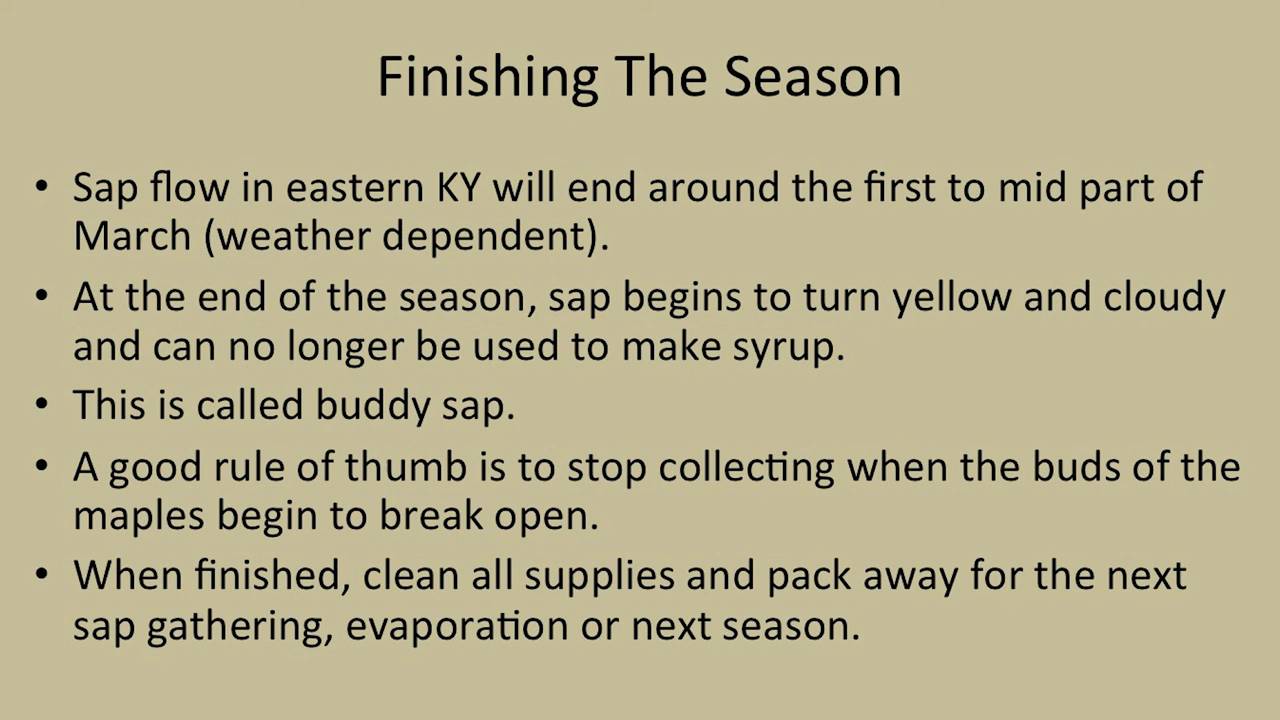 Finishing The Season
• Sap flow in eastern KY will end around the first to mid part of
March (weather dependent).
• At the end of the season, sap begins to turn yellow and cloudy
and can no longer be used to make syrup.
• This is called buddy sap.
• A good rule of thumb is to stop collecting when the buds of the
maples begin to break open.
• When finished, clean all supplies and pack away for the next
sap gathering, evaporation or next season.